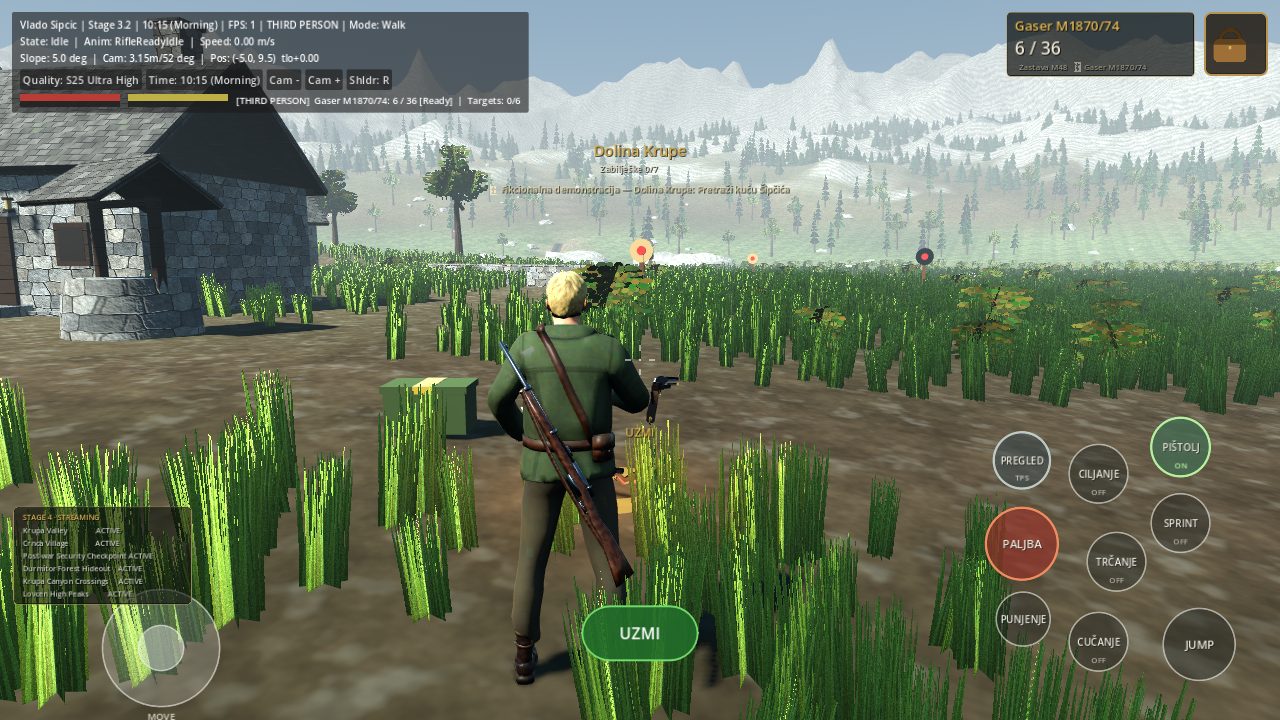 Vlado Sipcic | Stage 3.2 | 10:15 (Morning) | FPS: 1 | THIRD PERSON | Mode: Walk
State: Idle | Anim: RifleReadyIdle | Speed: 0.00 m/s
Slope: 5.0 deg | Cam: 3.15m/52 deg | Pos: (-5.0, 9.5) tlo+0.00
Quality: S25 Ultra High
Time: 10:15 (Morning)
Cam -
Cam +
Shldr: R
[THIRD PERSON] Gaser M1870/74: 6 / 36 [Ready] | Targets: 0/6
Gaser M1870/74
6 / 36
Zastava M48
Gaser M1870/74
Dolina Krupe
Zabilješke 0/7
Fikcionalna demonstracija — Dolina Krupe: Pretraži kuću Šipčića
UZMI
PIŠTOLJ
ON
PREGLED
TPS
CILJANJE
OFF
SPRINT
OFF
PALJBA
TRČANJE
OFF
PUNJENJE
ČUČANJE
OFF
JUMP
UZMI
STAGE 4 - STREAMING
Krupa Valley ACTIVE
Crnca Village ACTIVE
Post-war Security Checkpoint ACTIVE
Durmitor Forest Hideout ACTIVE
Krupa Canyon Crossings ACTIVE
Lovcen High Peaks ACTIVE
MOVE